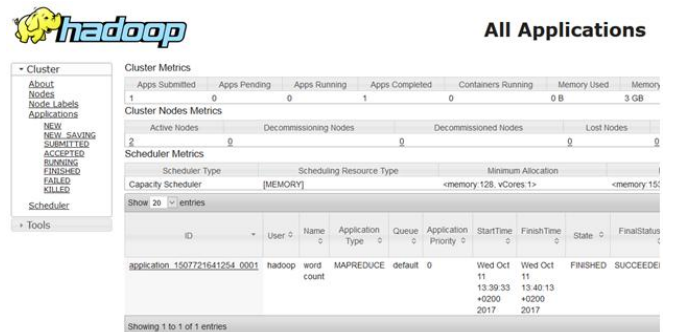 hadoop
All Applications
Cluster
About
Nodes
Node Labels
Applications
NEW
NEW_SAVING
SUBMITTED
ACCEPTED
RUNNING
FINISHED
FAILED
KILLED
Scheduler
Tools
Cluster Metrics
Apps Submitted Apps Pending Apps Running Apps Completed Containers Running Memory Used Memory
1 0 0 1 0 0 B 3 GB
Cluster Nodes Metrics
Active Nodes Decommissioning Nodes Decommissioned Nodes Lost Nodes
2 0 0 0 0
Scheduler Metrics
Scheduler Type Scheduling Resource Type Minimum Allocation
Capacity Scheduler [MEMORY] <memory:128, vCores:1> <memory:153
Show 20 entries
ID User Name Application Type Queue Application Priority StartTime FinishTime State FinalStatus
application_1507721641254_0001 hadoop word count MAPREDUCE default 0 Wed Oct 11 13:39:33 +0200 2017 Wed Oct 11 13:40:13 +0200 2017 FINISHED SUCCEEDE
Showing 1 to 1 of 1 entries